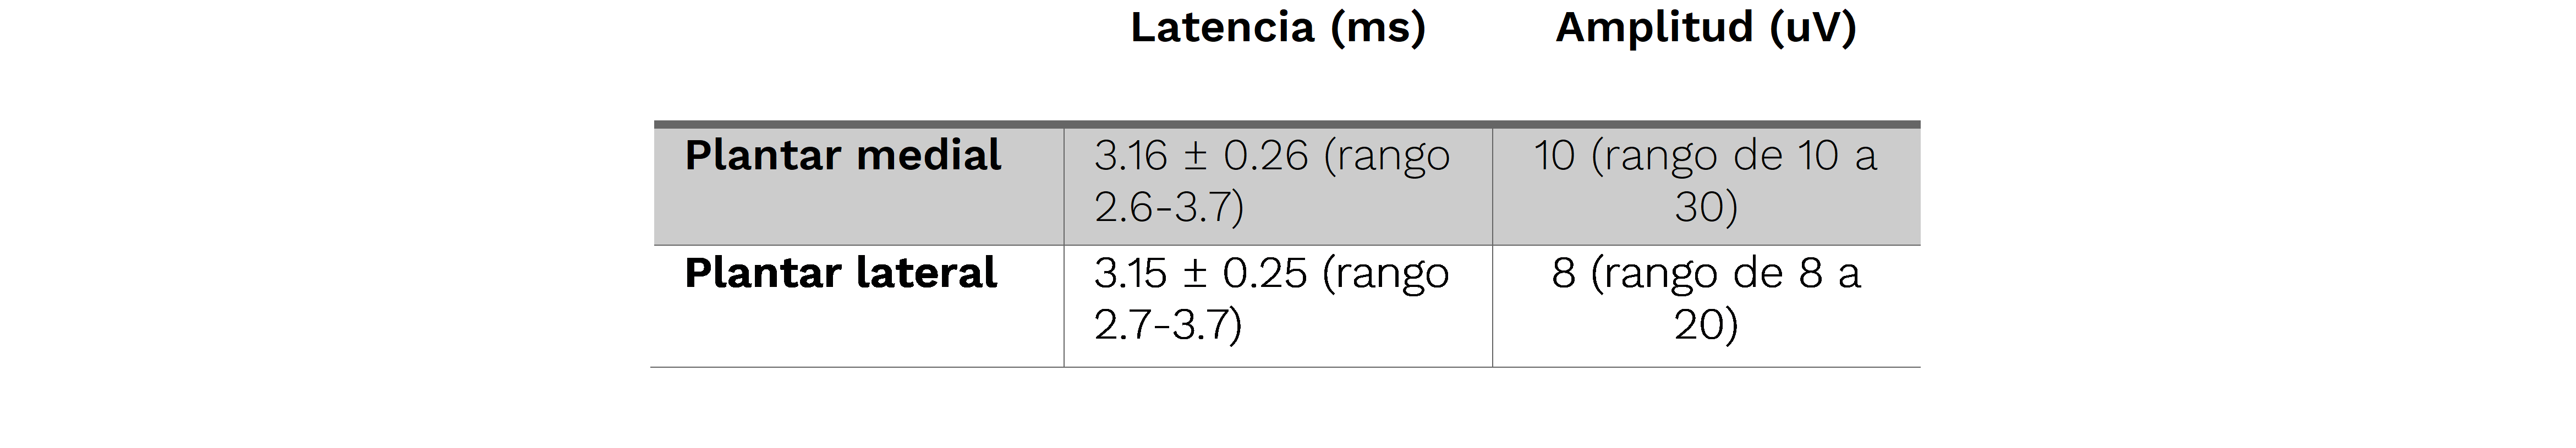 Latencia (ms) Amplitud (uV)
Plantar medial 3.16 ± 0.26 (rango 10 (rango de 10 a
2.6-3.7) 30)
Plantar lateral 3.15 ± 0.25 (rango 8 (rango de 8 a
2.7-3.7) 20)